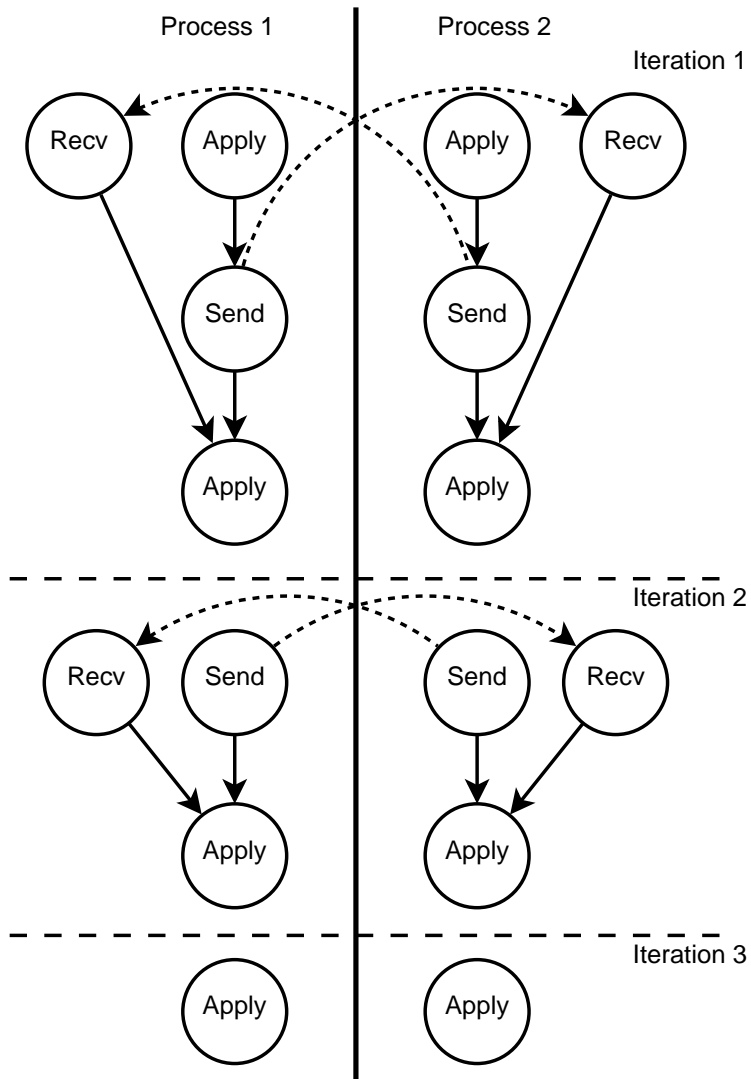 Process 1
Process 2
Iteration 1
Recv
Apply
Apply
Recv
Send
Send
Apply
Apply
Iteration 2
Recv
Send
Send
Recv
Apply
Apply
Iteration 3
Apply
Apply